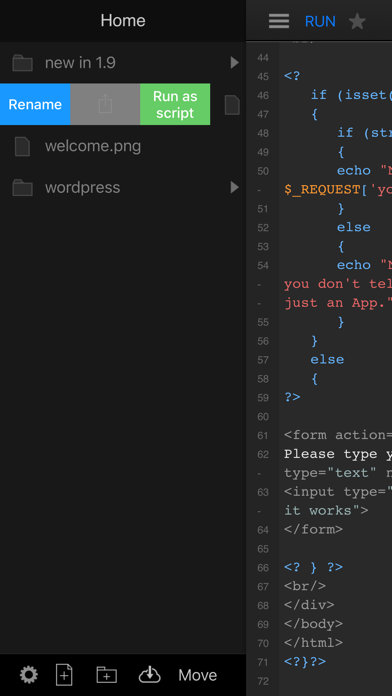 Home
RUN
new in 1.9
Rename
Run as
script
welcome.png
wordpress
Move
44
45 <?
46 if (isset(
47 {
48 if (str
49 {
50 echo "N
- $_REQUEST['yo
51 }
52 else
53 {
54 echo "N
- you don't tel
- just an App."
55 }
56 }
57 else
58 {
59 ?>
60
61 <form action=
62 Please type y
- type="text" n
63 <input type="
- it works">
64 </form>
65
66 <? } ?>
67 <br/>
68 </div>
69 </body>
70 </html>
71 <?}?>
72